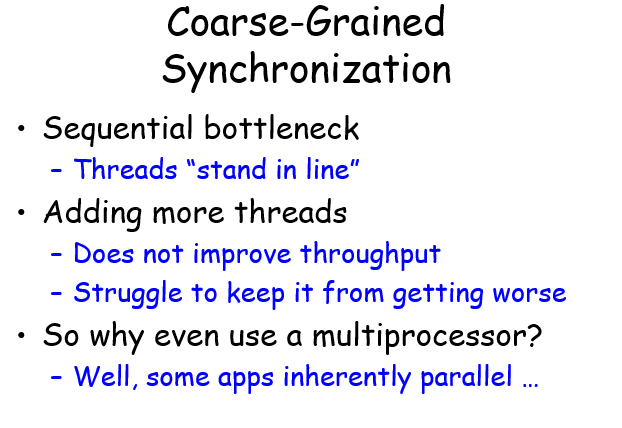 Coarse-Grained
Synchronization
• Sequential bottleneck
– Threads “stand in line”
• Adding more threads
– Does not improve throughput
– Struggle to keep it from getting worse
• So why even use a multiprocessor?
– Well, some apps inherently parallel …